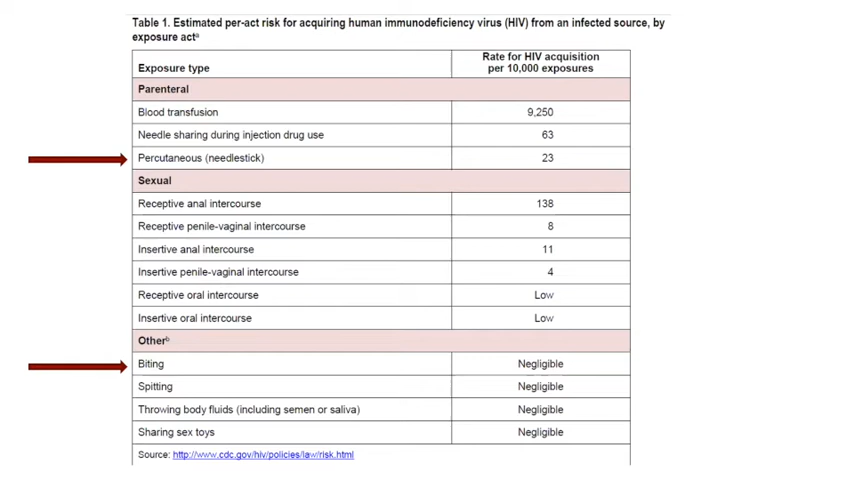 Table 1. Estimated per-act risk for acquiring human immunodeficiency virus (HIV) from an infected source, by
exposure actᵃ
Exposure type Rate for HIV acquisition
per 10,000 exposures
Parenteral
Blood transfusion 9,250
Needle sharing during injection drug use 63
Percutaneous (needlestick) 23
Sexual
Receptive anal intercourse 138
Receptive penile-vaginal intercourse 8
Insertive anal intercourse 11
Insertive penile-vaginal intercourse 4
Receptive oral intercourse Low
Insertive oral intercourse Low
Otherᵇ
Biting Negligible
Spitting Negligible
Throwing body fluids (including semen or saliva) Negligible
Sharing sex toys Negligible
Source: http://www.cdc.gov/hiv/policies/law/risk.html